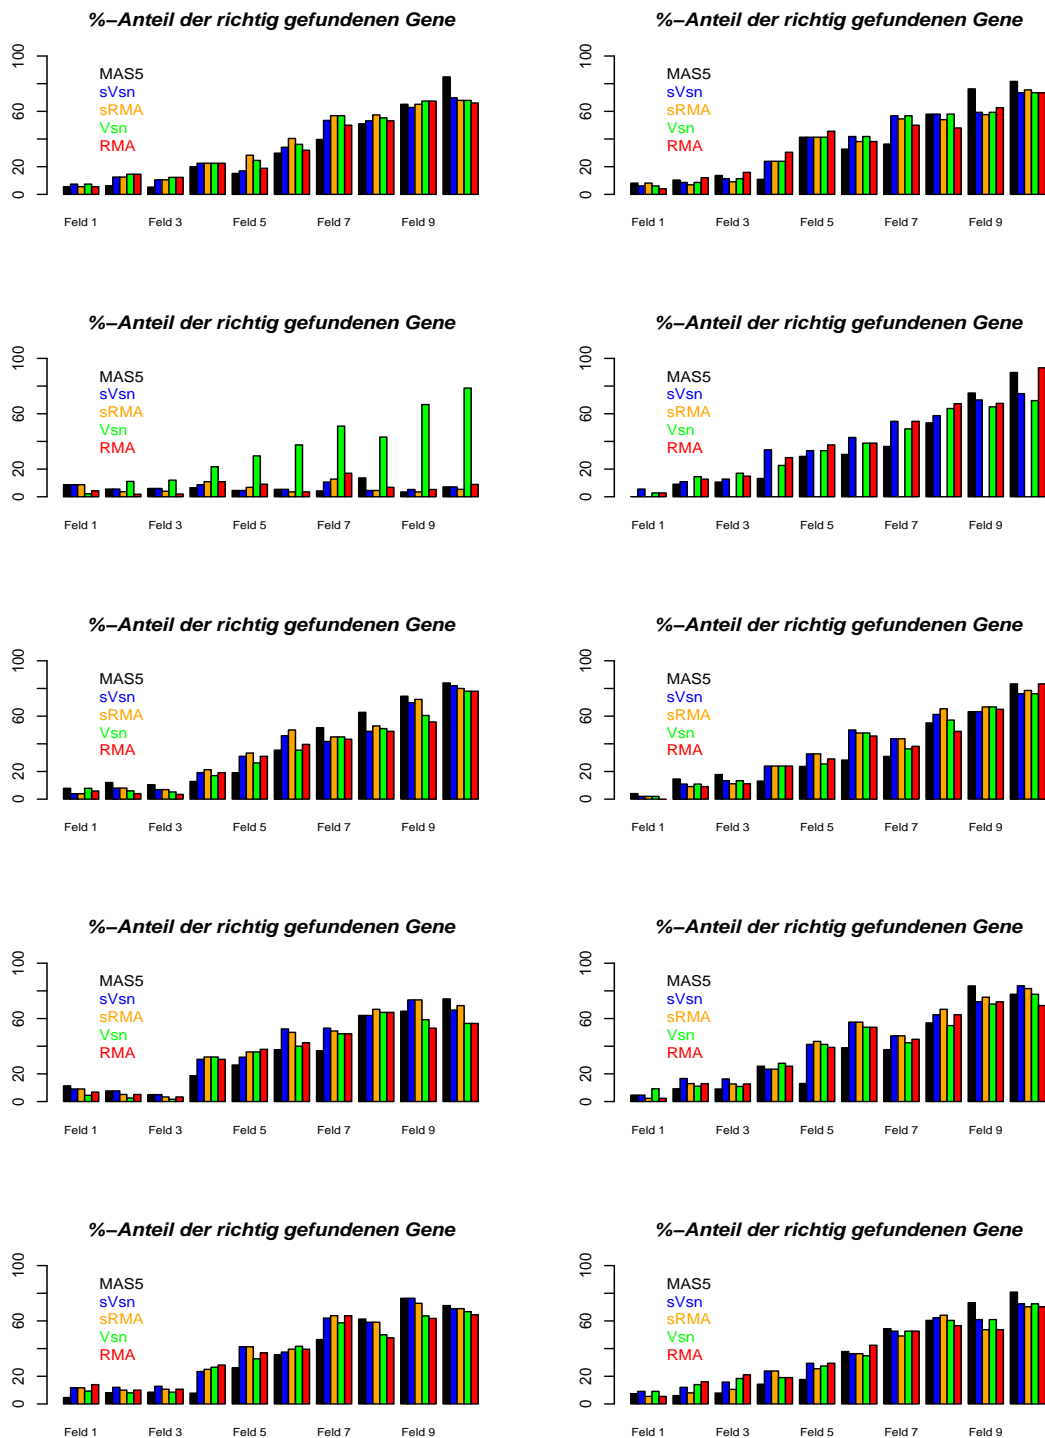 %−Anteil der richtig gefundenen Gene
100
60
20
0
MAS5
sVsn
sRMA
Vsn
RMA
Feld 1 Feld 3 Feld 5 Feld 7 Feld 9
%−Anteil der richtig gefundenen Gene
100
60
20
0
MAS5
sVsn
sRMA
Vsn
RMA
Feld 1 Feld 3 Feld 5 Feld 7 Feld 9
%−Anteil der richtig gefundenen Gene
100
60
20
0
MAS5
sVsn
sRMA
Vsn
RMA
Feld 1 Feld 3 Feld 5 Feld 7 Feld 9
%−Anteil der richtig gefundenen Gene
100
60
20
0
MAS5
sVsn
sRMA
Vsn
RMA
Feld 1 Feld 3 Feld 5 Feld 7 Feld 9
%−Anteil der richtig gefundenen Gene
100
60
20
0
MAS5
sVsn
sRMA
Vsn
RMA
Feld 1 Feld 3 Feld 5 Feld 7 Feld 9
%−Anteil der richtig gefundenen Gene
100
60
20
0
MAS5
sVsn
sRMA
Vsn
RMA
Feld 1 Feld 3 Feld 5 Feld 7 Feld 9
%−Anteil der richtig gefundenen Gene
100
60
20
0
MAS5
sVsn
sRMA
Vsn
RMA
Feld 1 Feld 3 Feld 5 Feld 7 Feld 9
%−Anteil der richtig gefundenen Gene
100
60
20
0
MAS5
sVsn
sRMA
Vsn
RMA
Feld 1 Feld 3 Feld 5 Feld 7 Feld 9
%−Anteil der richtig gefundenen Gene
100
60
20
0
MAS5
sVsn
sRMA
Vsn
RMA
Feld 1 Feld 3 Feld 5 Feld 7 Feld 9
%−Anteil der richtig gefundenen Gene
100
60
20
0
MAS5
sVsn
sRMA
Vsn
RMA
Feld 1 Feld 3 Feld 5 Feld 7 Feld 9